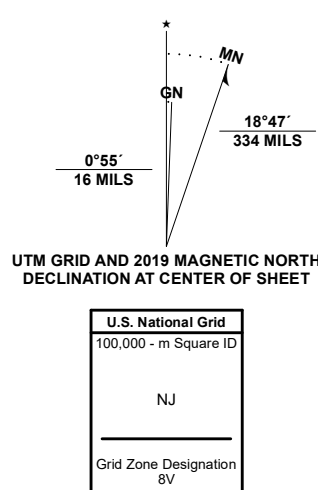 ★
MN
GN
18°47´
334 MILS
0°55´
16 MILS
UTM GRID AND 2019 MAGNETIC NORTH
DECLINATION AT CENTER OF SHEET
U.S. National Grid
100,000 - m Square ID
NJ
Grid Zone Designation
8V